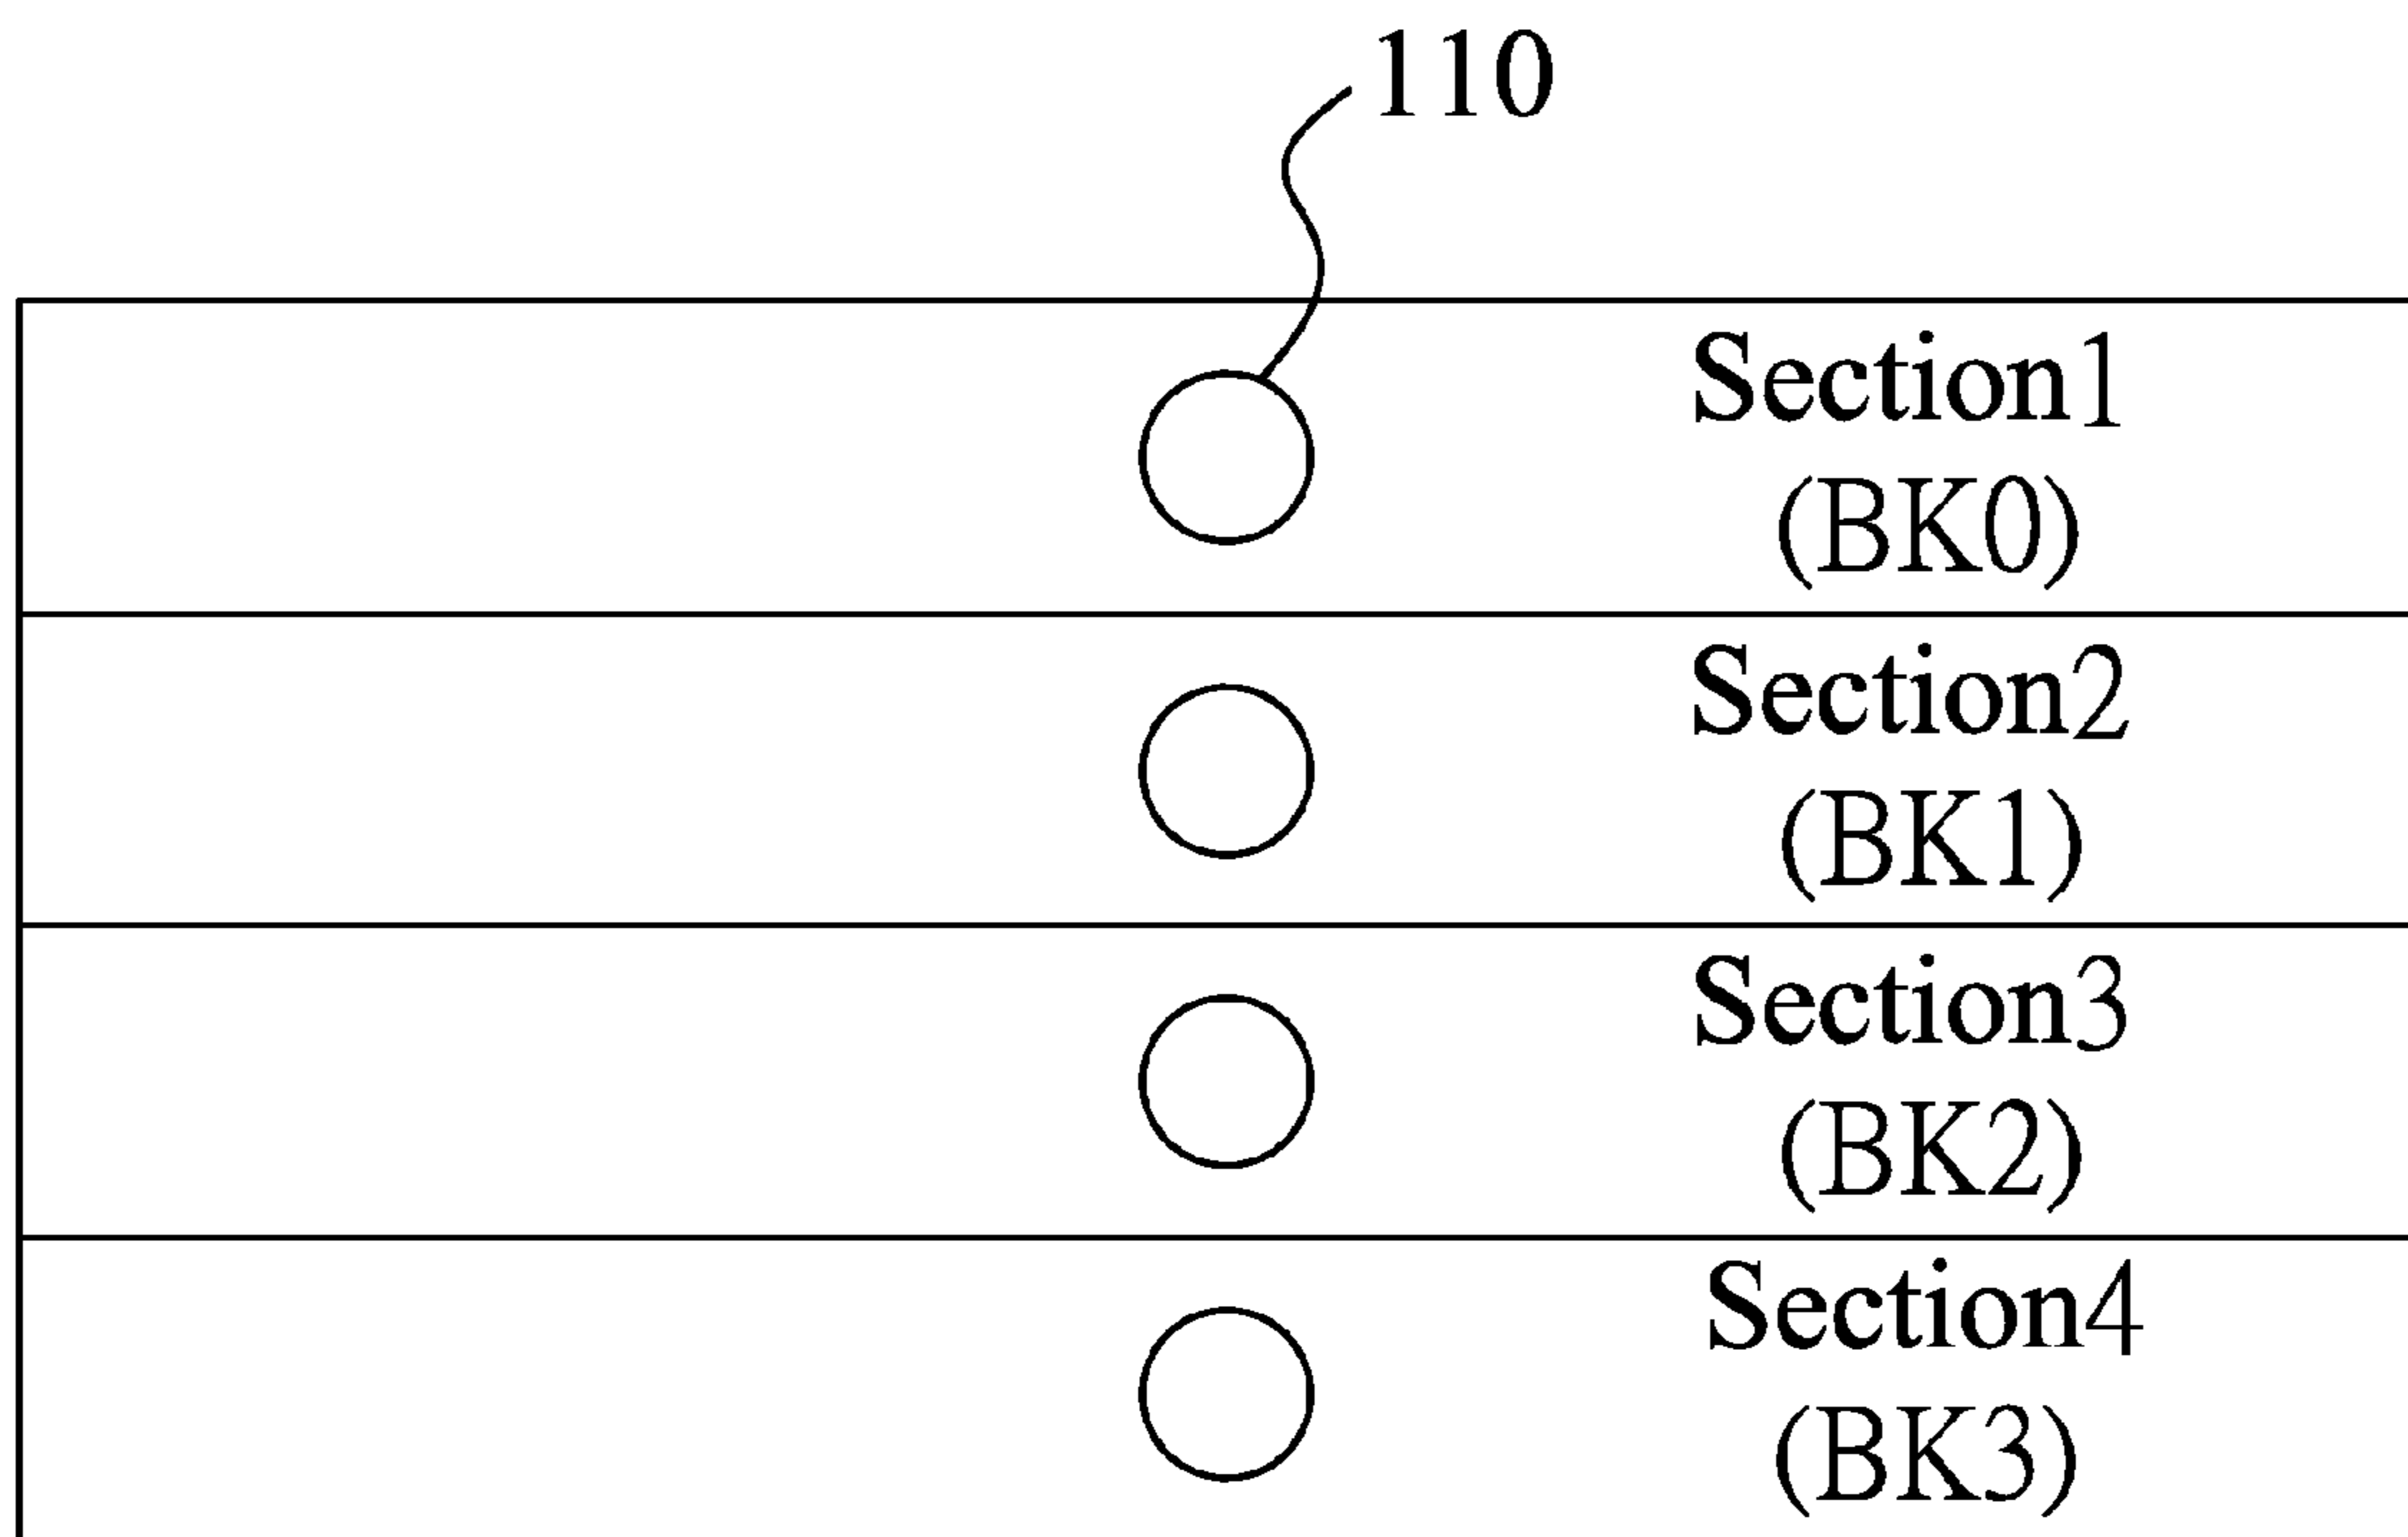 110
Section1
(BK0)
Section2
(BK1)
Section3
(BK2)
Section4
(BK3)